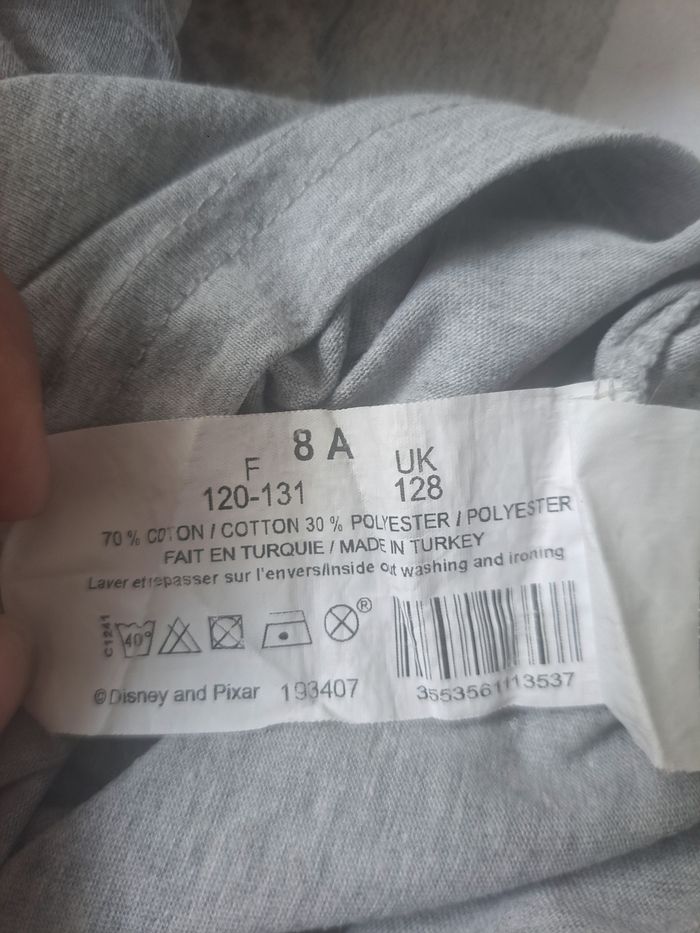 8 A
F UK
120-131 128
70 % COTON / COTTON 30 % POLYESTER / POLYESTER
FAIT EN TURQUIE / MADE IN TURKEY
Laver et repasser sur l'envers/Inside out washing and ironing
C1241
40°
®
©Disney and Pixar 193407
3553561113537